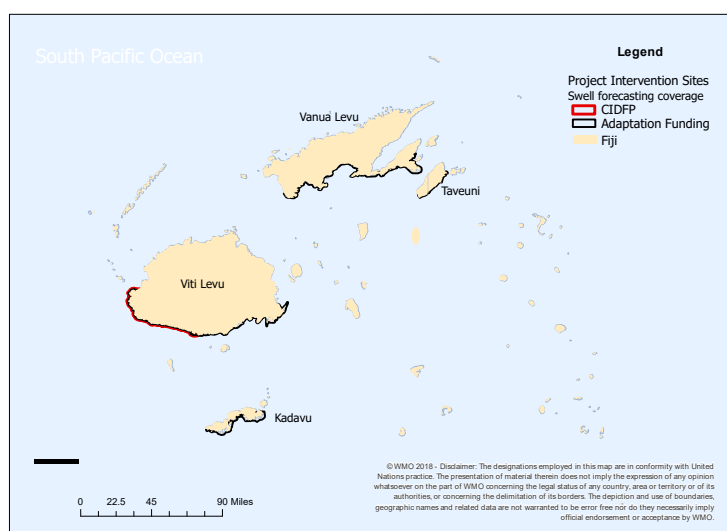 South Pacific Ocean
Legend
Project Intervention Sites
Swell forecasting coverage
CIDFP
Adaptation Funding
Fiji
Vanua Levu
Taveuni
Viti Levu
Kadavu
0 22.5 45 90 Miles
© WMO 2018 - Disclaimer: The designations employed in this map are in conformity with United
Nations practice. The presentation of material therein does not imply the expression of any opinion
whatsoever on the part of WMO concerning the legal status of any country, area or territory or of its
authorities, or concerning the delimitation of its borders. The depiction and use of boundaries,
geographic names and related data are not warranted to be error free nor do they necessarily imply
official endorsement or acceptance by WMO.